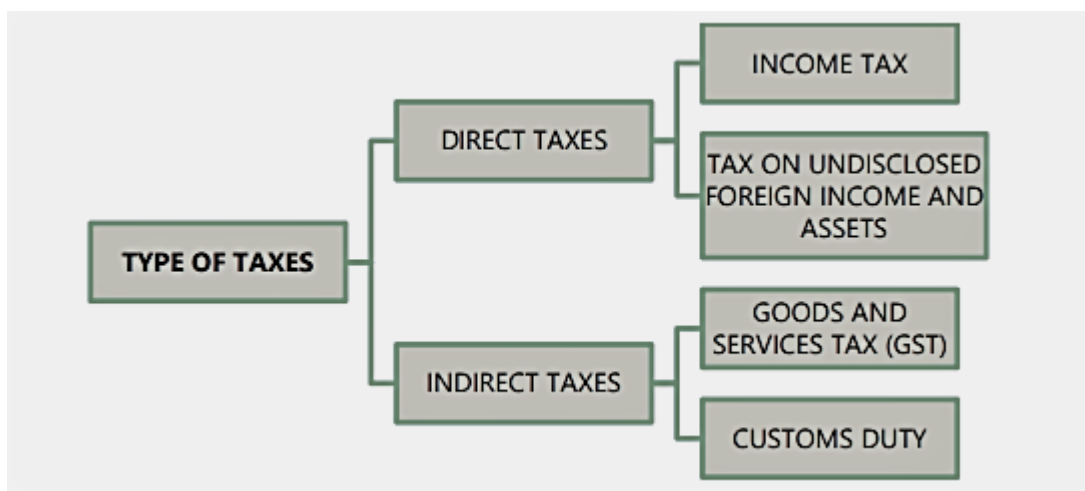 TYPE OF TAXES
DIRECT TAXES
INCOME TAX
TAX ON UNDISCLOSED
FOREIGN INCOME AND
ASSETS
INDIRECT TAXES
GOODS AND
SERVICES TAX (GST)
CUSTOMS DUTY